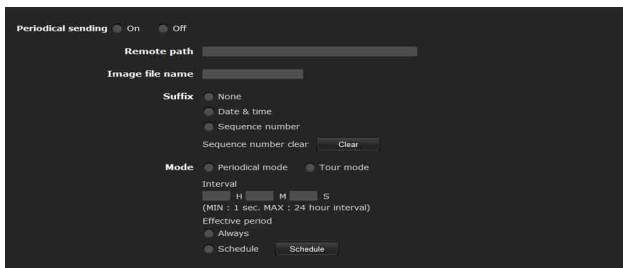 Periodical sending On Off
Remote path
Image file name
Suffix None
Date & time
Sequence number
Sequence number clear Clear
Mode Periodical mode Tour mode
Interval
H M S
(MIN : 1 sec. MAX : 24 hour interval)
Effective period
Always
Schedule Schedule